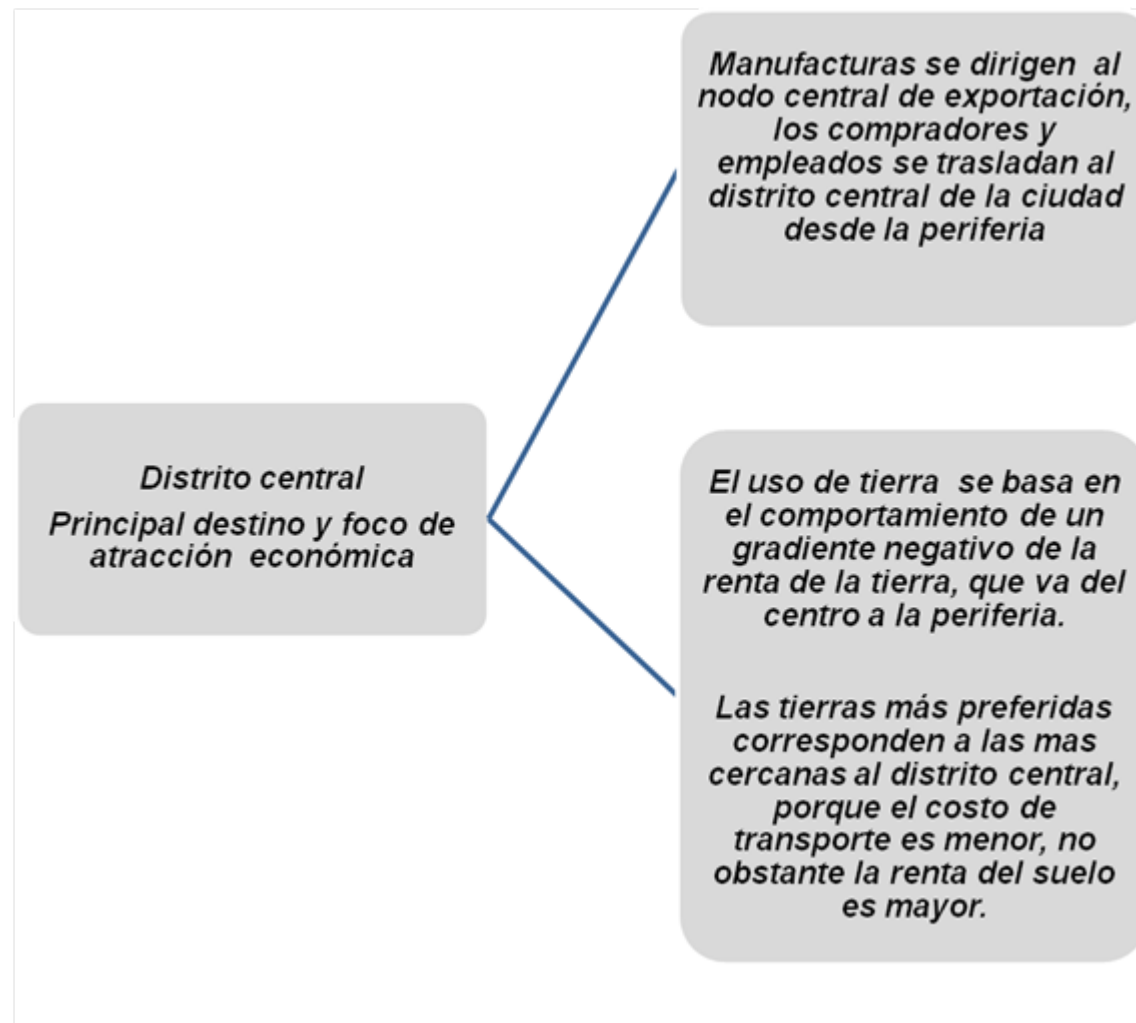 Manufacturas se dirigen al
nodo central de exportación,
los compradores y
empleados se trasladan al
distrito central de la ciudad
desde la periferia
Distrito central
Principal destino y foco de
atracción económica
El uso de tierra se basa en
el comportamiento de un
gradiente negativo de la
renta de la tierra, que va del
centro a la periferia.
Las tierras más preferidas
corresponden a las mas
cercanas al distrito central,
porque el costo de
transporte es menor, no
obstante la renta del suelo
es mayor.